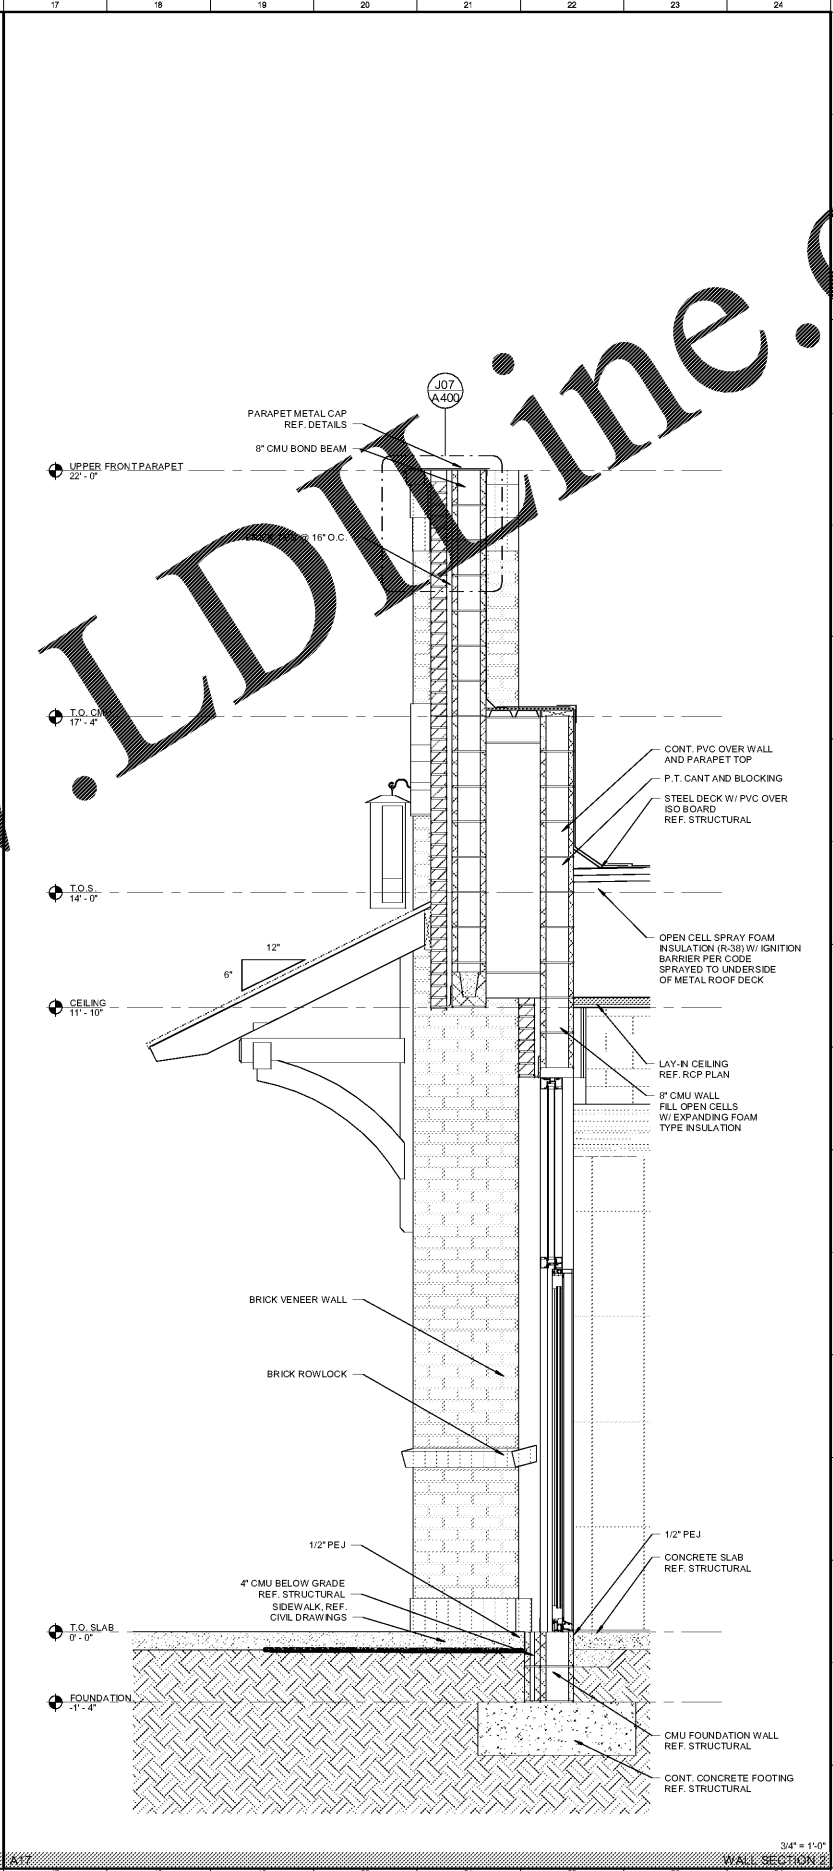 17 18 19 20 21 22 23 24
.LDILine.
J07
A400
PARAPET METAL CAP
REF. DETAILS
8" CMU BOND BEAM
UPPER FRONT PARAPET
22' - 0"
BRICK TIES @ 16" O.C.
T.O. CMU
17' - 4"
CONT. PVC OVER WALL
AND PARAPET TOP
P.T. CANT AND BLOCKING
STEEL DECK W/ PVC OVER
ISO BOARD
REF. STRUCTURAL
T.O.S.
14' - 0"
OPEN CELL SPRAY FOAM
INSULATION (R-38) W/ IGNITION
BARRIER PER CODE
SPRAYED TO UNDERSIDE
OF METAL ROOF DECK
12"
6"
CEILING
11' - 10"
LAY-IN CEILING
REF. RCP PLAN
8" CMU WALL
FILL OPEN CELLS
W/ EXPANDING FOAM
TYPE INSULATION
BRICK VENEER WALL
BRICK ROWLOCK
1/2" PEJ
1/2" PEJ
CONCRETE SLAB
REF. STRUCTURAL
4" CMU BELOW GRADE
REF. STRUCTURAL
SIDEWALK, REF.
CIVIL DRAWINGS
T.O. SLAB
0' - 0"
FOUNDATION
-1' - 4"
CMU FOUNDATION WALL
REF. STRUCTURAL
CONT. CONCRETE FOOTING
REF. STRUCTURAL
3/4" = 1'-0"
A17 WALL SECTION 2